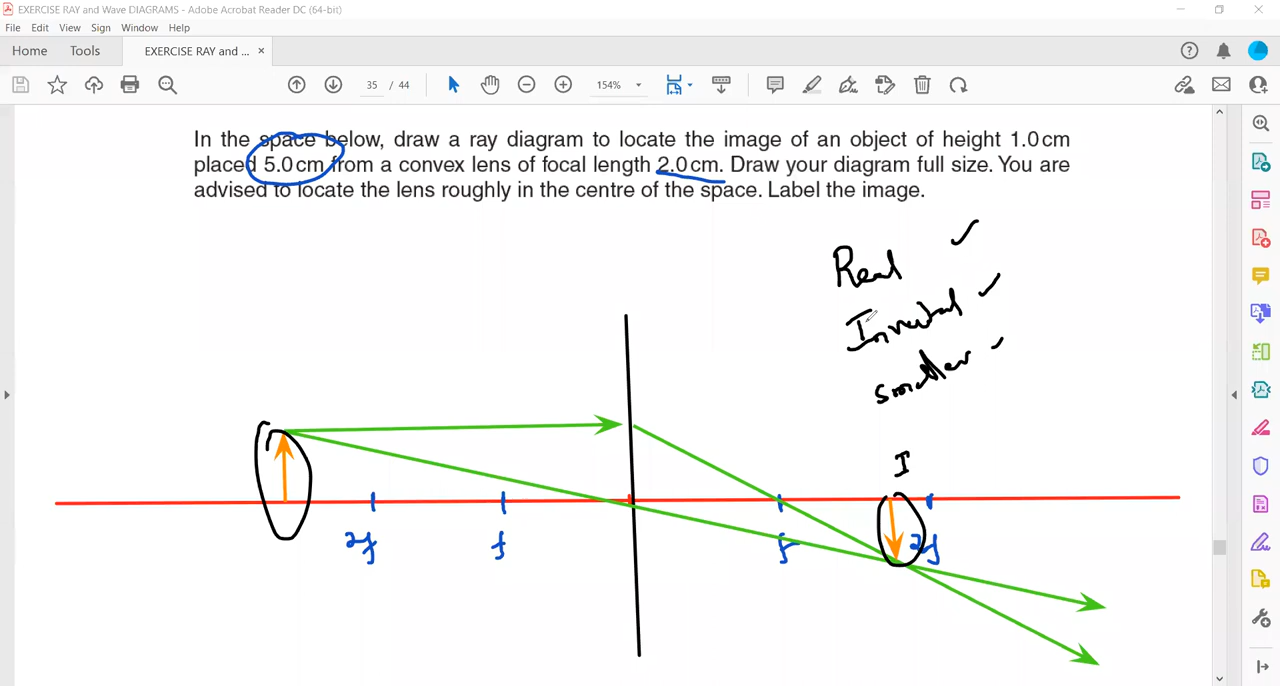 EXERCISE RAY and Wave DIAGRAMS - Adobe Acrobat Reader DC (64-bit)
File Edit View Sign Window Help
Home Tools EXERCISE RAY and ... ×
35 / 44 154%
In the space below, draw a ray diagram to locate the image of an object of height 1.0 cm
placed 5.0 cm from a convex lens of focal length 2.0 cm. Draw your diagram full size. You are
advised to locate the lens roughly in the centre of the space. Label the image.
Real
Inverted
smaller
I
2f f f 2f